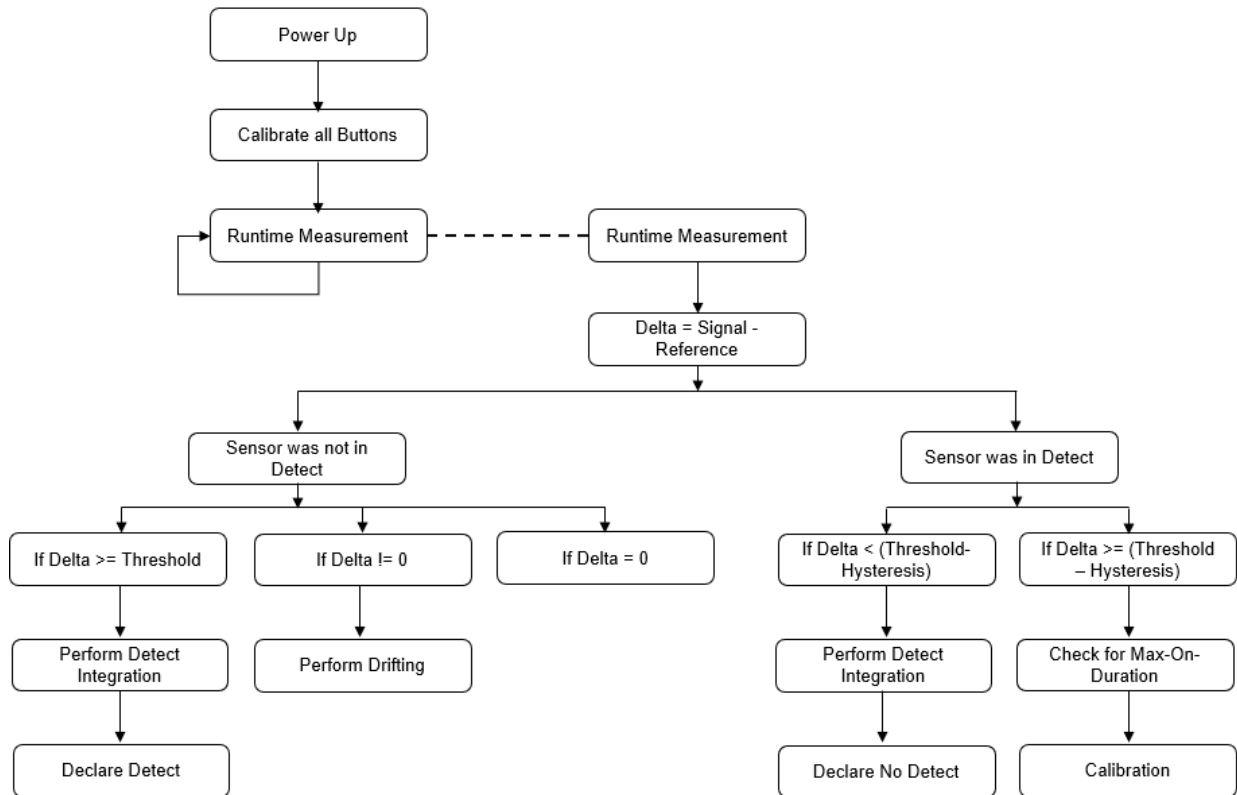 Power Up
Calibrate all Buttons
Runtime Measurement
Runtime Measurement
Delta = Signal -
Reference
Sensor was not in
Detect
Sensor was in Detect
If Delta >= Threshold
If Delta != 0
If Delta = 0
If Delta < (Threshold-
Hysteresis)
If Delta >= (Threshold
– Hysteresis)
Perform Detect
Integration
Perform Drifting
Perform Detect
Integration
Check for Max-On-
Duration
Declare Detect
Declare No Detect
Calibration